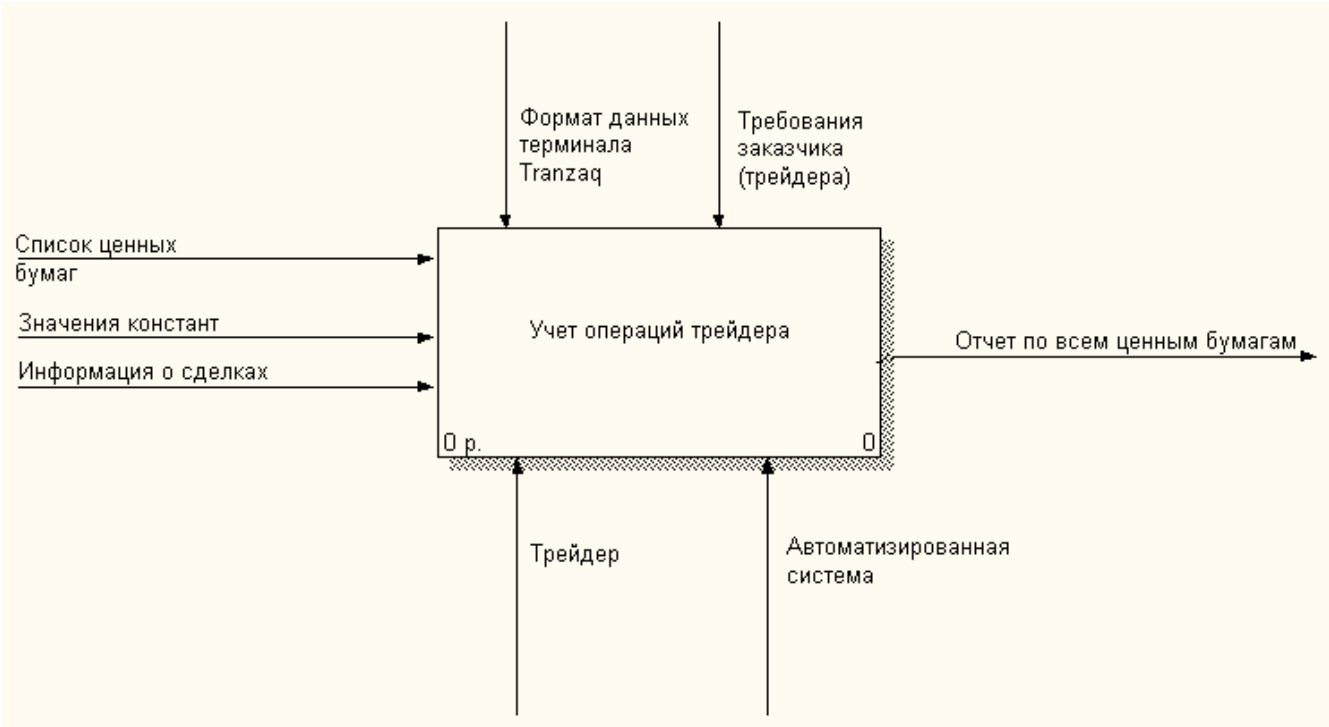 Формат данных
терминала
Tranzaq
Требования
заказчика
(трейдера)
Список ценных
бумаг
Значения констант
Информация о сделках
Учет операций трейдера
0 р.
0
Отчет по всем ценным бумагам
Трейдер
Автоматизированная
система